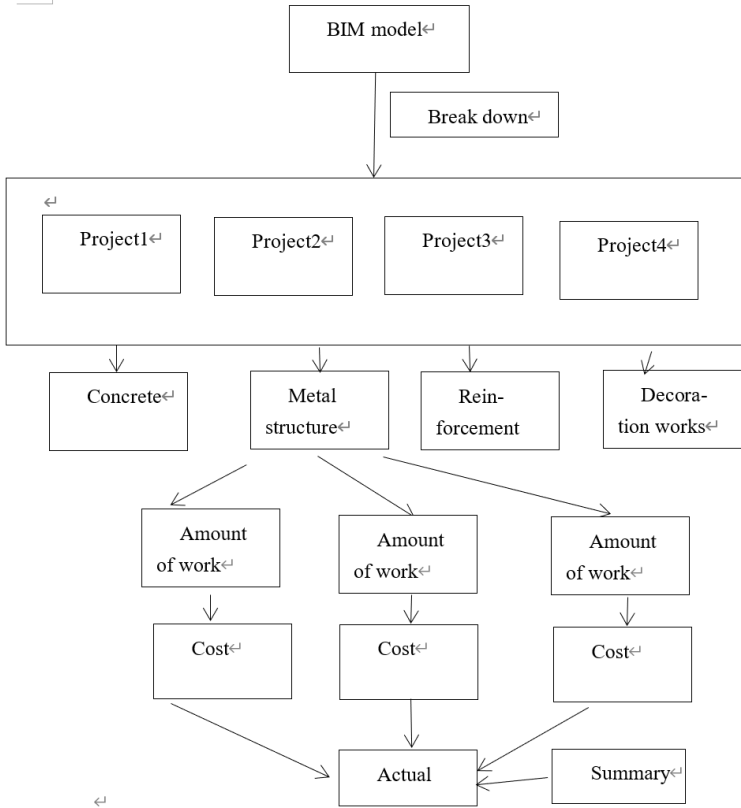 BIM model↵
Break down↵
↵
Project1↵
Project2↵
Project3↵
Project4↵
Concrete↵
Metal
structure↵
Rein-
forcement
Decora-
tion works↵
Amount
of work↵
Amount
of work↵
Amount
of work↵
Cost↵
Cost↵
Cost↵
Actual
Summary↵
↵